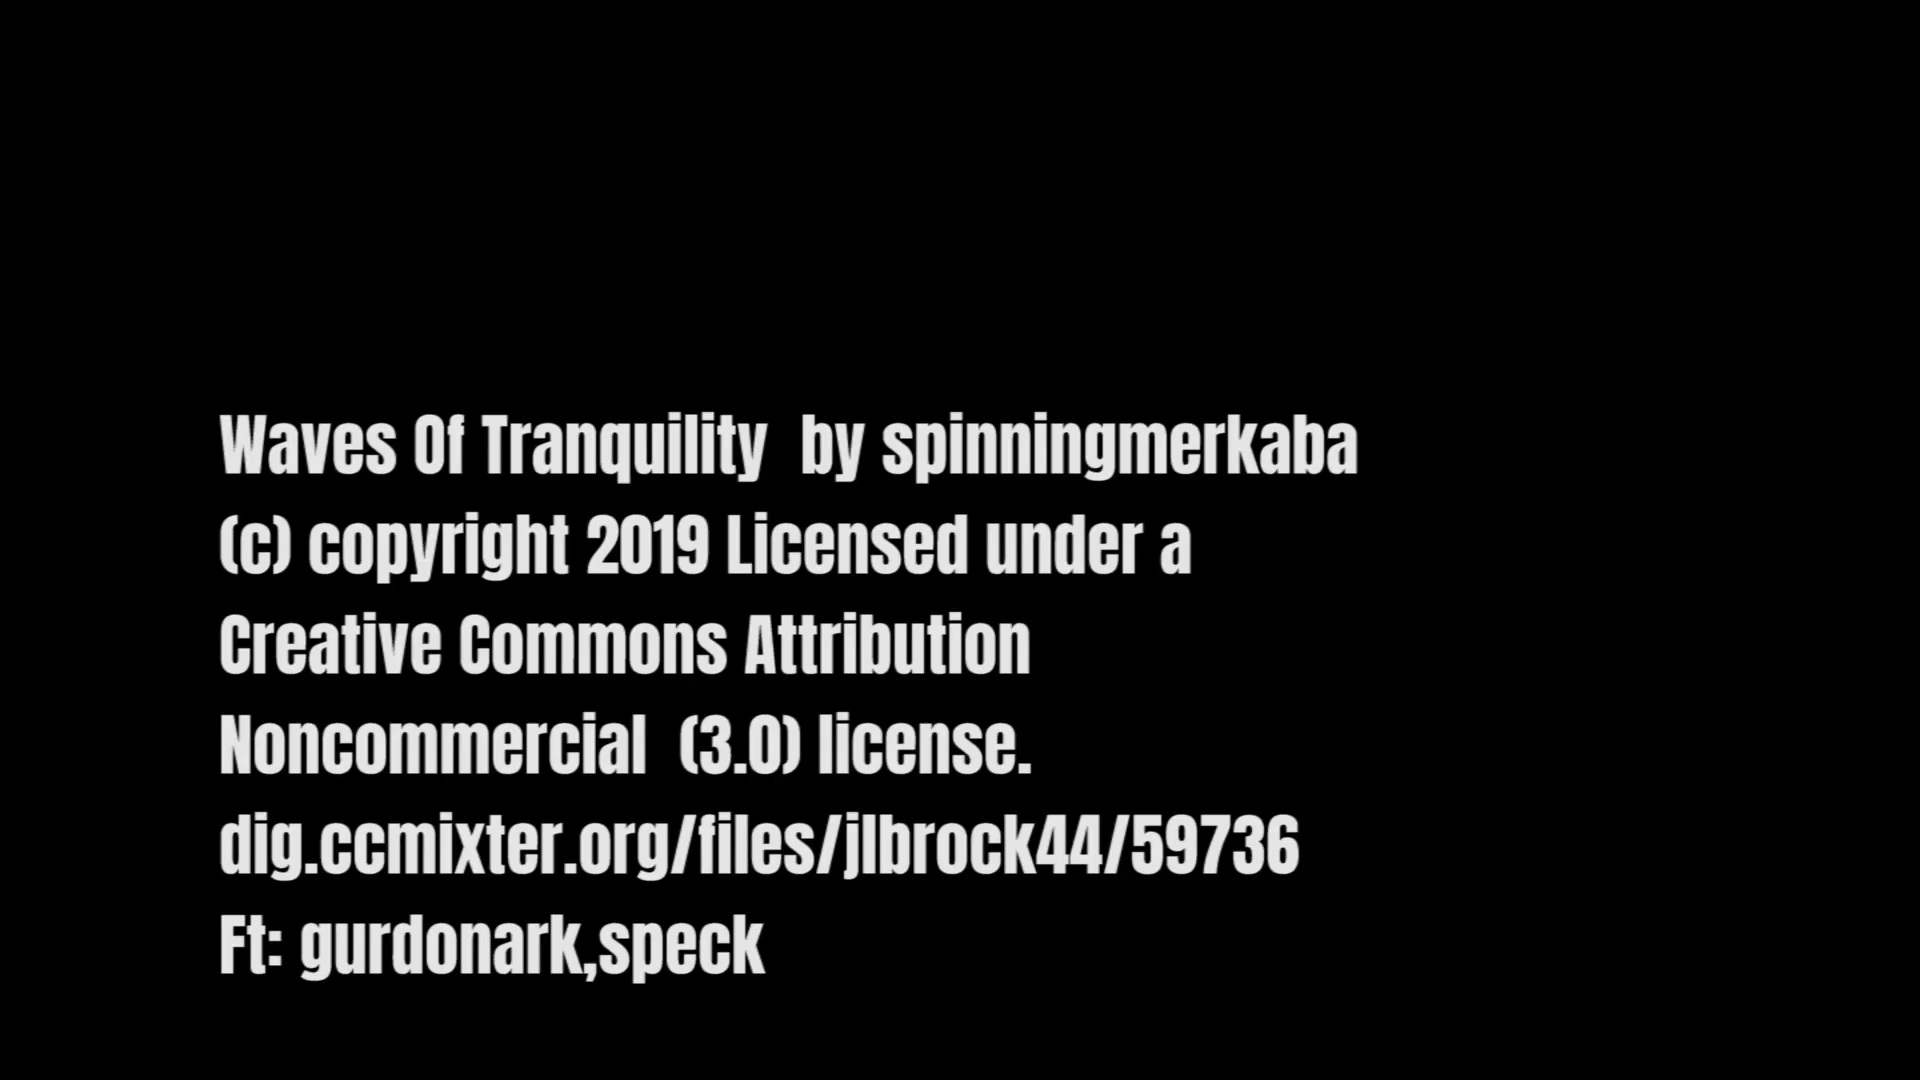 Waves Of Tranquility  by spinningmerkaba
(c) copyright 2019 Licensed under a
Creative Commons Attribution
Noncommercial  (3.0) license.
dig.ccmixter.org/files/jlbrock44/59736
Ft: gurdonark,speck